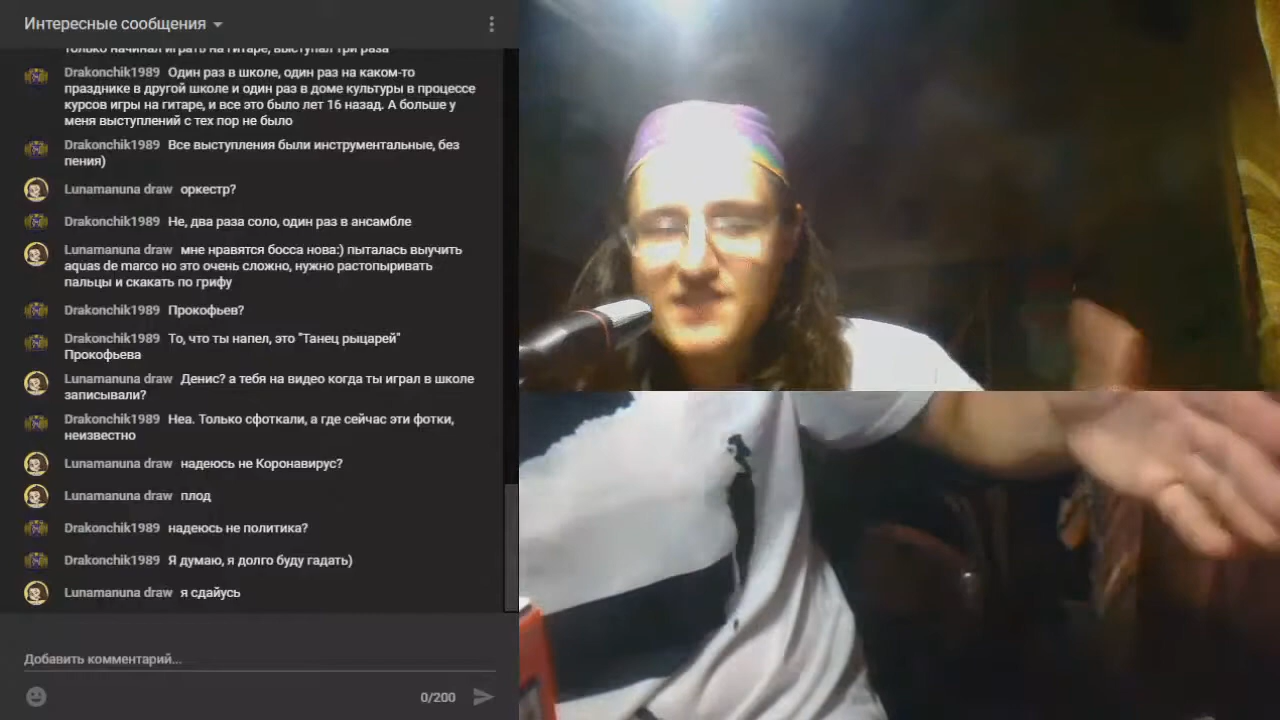 Интересные сообщения
только начинал играть на гитаре, выступал три раза
Drakonchik1989 Один раз в школе, один раз на каком-то
празднике в другой школе и один раз в доме культуры в процессе
курсов игры на гитаре, и все это было лет 16 назад. А больше у
меня выступлений с тех пор не было
Drakonchik1989 Все выступления были инструментальные, без
пения)
Lunamanuna draw оркестр?
Drakonchik1989 Не, два раза соло, один раз в ансамбле
Lunamanuna draw мне нравятся босса нова:) пыталась выучить
aquas de marco но это очень сложно, нужно растопыривать
пальцы и скакать по грифу
Drakonchik1989 Прокофьев?
Drakonchik1989 То, что ты напел, это "Танец рыцарей"
Прокофьева
Lunamanuna draw Денис? а тебя на видео когда ты играл в школе
записывали?
Drakonchik1989 Неа. Только сфоткали, а где сейчас эти фотки,
неизвестно
Lunamanuna draw надеюсь не Коронавирус?
Lunamanuna draw плод
Drakonchik1989 надеюсь не политика?
Drakonchik1989 Я думаю, я долго буду гадать)
Lunamanuna draw я сдайусь
Добавить комментарий...
0/200